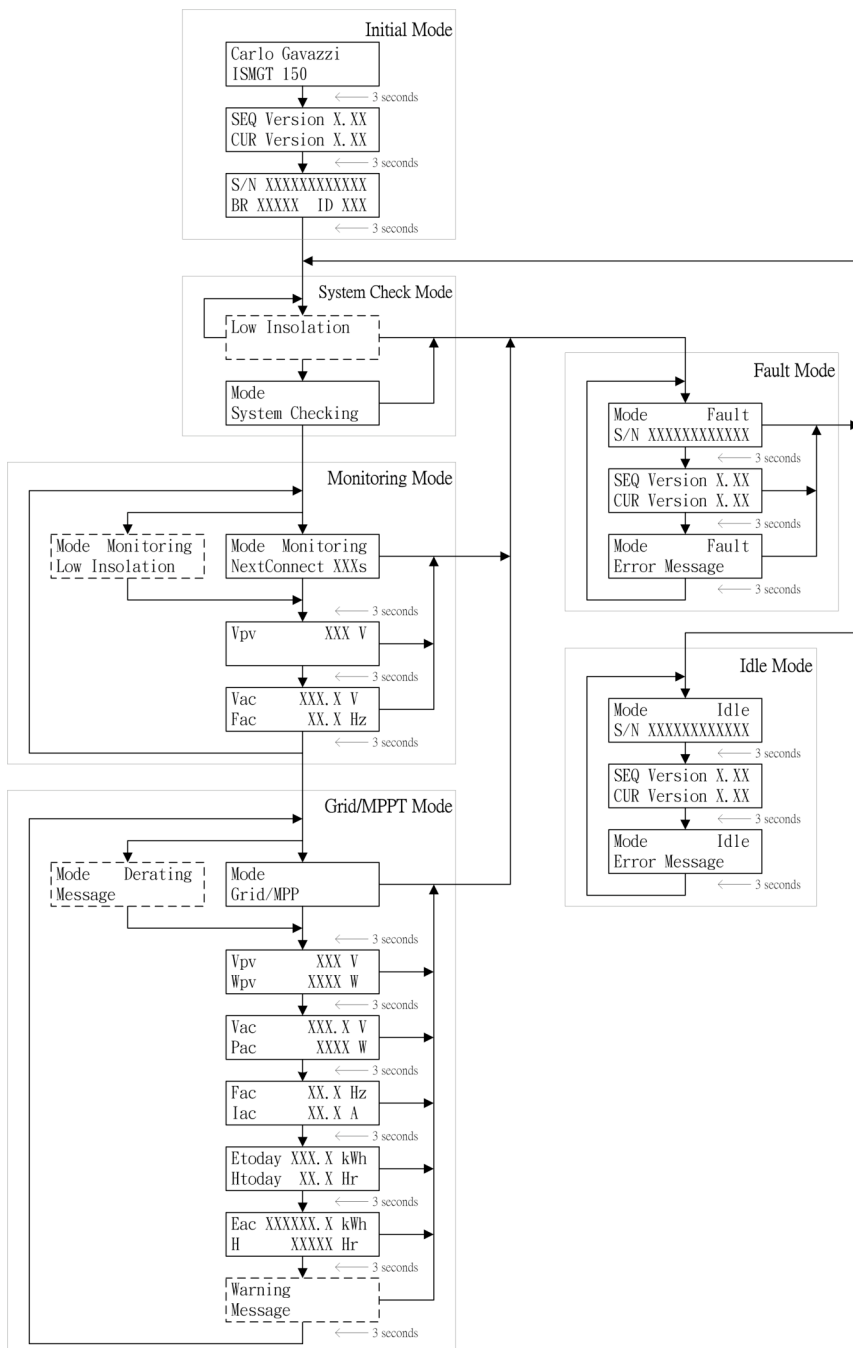 Initial Mode
Carlo Gavazzi
ISMGT 150
3 seconds
SEQ Version X.XX
CUR Version X.XX
3 seconds
S/N XXXXXXXXXXXX
BR XXXXX ID XXX
3 seconds
System Check Mode
Low Insolation
Mode
System Checking
Monitoring Mode
Mode Monitoring
Low Insolation
Mode Monitoring
NextConnect XXXs
3 seconds
Vpv XXX V
3 seconds
Vac XXX.X V
Fac XX.X Hz
3 seconds
Grid/MPPT Mode
Mode Derating
Message
Mode
Grid/MPP
3 seconds
Vpv XXX V
Wpv XXXX W
3 seconds
Vac XXX.X V
Pac XXXX W
3 seconds
Fac XX.X Hz
Iac XX.X A
3 seconds
Etoday XXX.X kWh
Htoday XX.X Hr
3 seconds
Eac XXXXXX.X kWh
H XXXXX Hr
3 seconds
Warning
Message
3 seconds
Fault Mode
Mode Fault
S/N XXXXXXXXXXXX
3 seconds
SEQ Version X.XX
CUR Version X.XX
3 seconds
Mode Fault
Error Message
3 seconds
Idle Mode
Mode Idle
S/N XXXXXXXXXXXX
3 seconds
SEQ Version X.XX
CUR Version X.XX
3 seconds
Mode Idle
Error Message
3 seconds